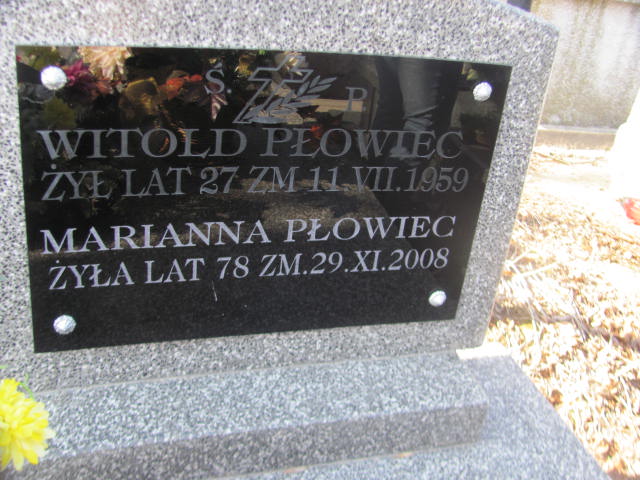 Ś. P.
WITOLD PŁOWIEC
ŻYŁ LAT 27 ZM 11.VII.1959
MARIANNA PŁOWIEC
ŻYŁA LAT 78 ZM.29.XI.2008